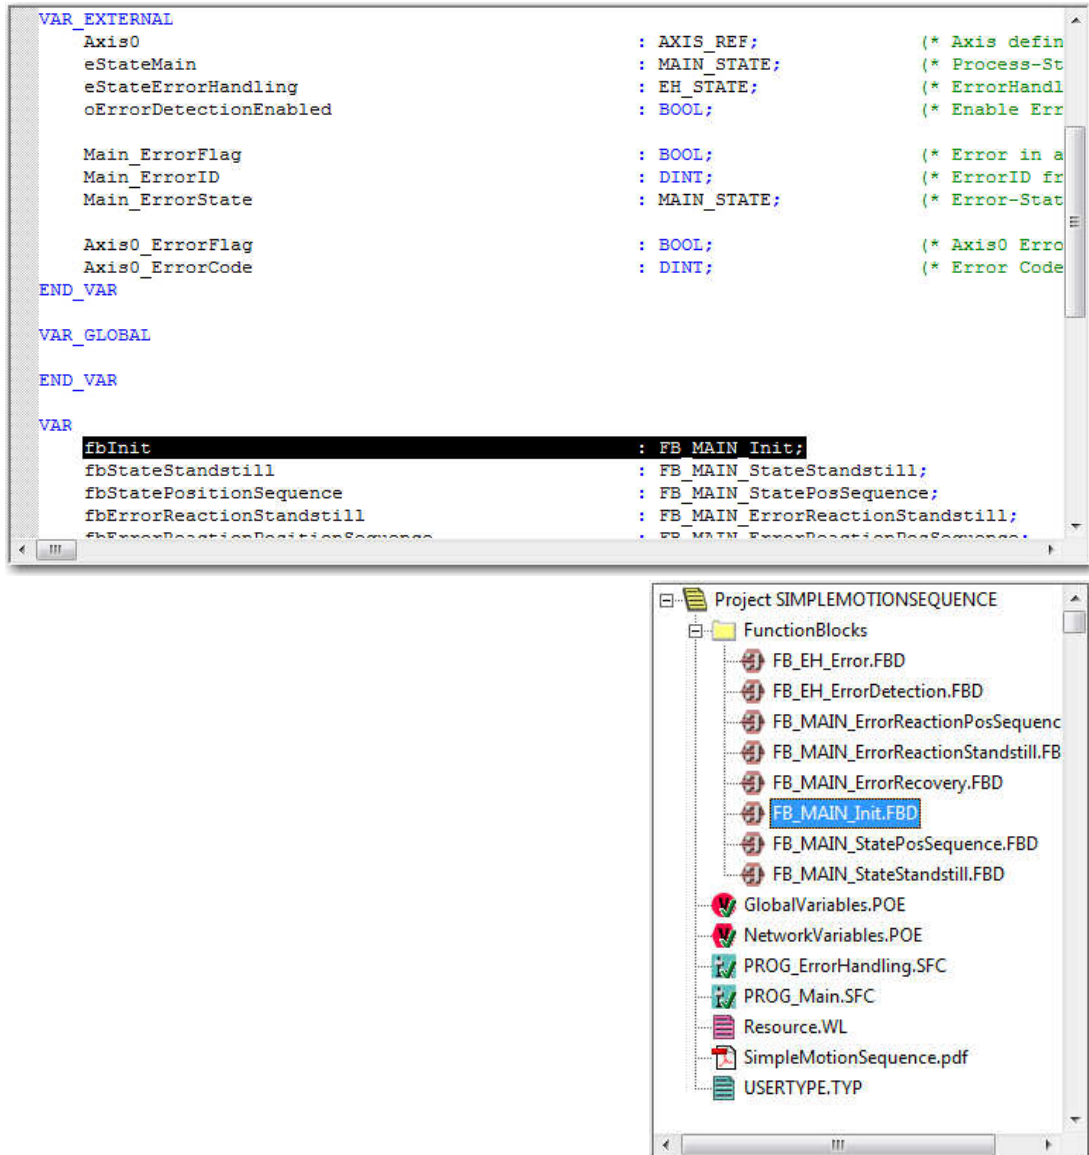 VAR_EXTERNAL
Axis0 : AXIS_REF; (* Axis defin
eStateMain : MAIN_STATE; (* Process-St
eStateErrorHandling : EH_STATE; (* ErrorHandl
oErrorDetectionEnabled : BOOL; (* Enable Err
Main_ErrorFlag : BOOL; (* Error in a
Main_ErrorID : DINT; (* ErrorID fr
Main_ErrorState : MAIN_STATE; (* Error-Stat
Axis0_ErrorFlag : BOOL; (* Axis0 Erro
Axis0_ErrorCode : DINT; (* Error Code
END_VAR
VAR_GLOBAL
END_VAR
VAR
fbInit : FB_MAIN_Init;
fbStateStandstill : FB_MAIN_StateStandstill;
fbStatePositionSequence : FB_MAIN_StatePosSequence;
fbErrorReactionStandstill : FB_MAIN_ErrorReactionStandstill;
fbErrorReactionPositionSequence : FB_MAIN_ErrorReactionPosSequence;
Project SIMPLEMOTIONSEQUENCE
FunctionBlocks
FB_EH_Error.FBD
FB_EH_ErrorDetection.FBD
FB_MAIN_ErrorReactionPosSequenc
FB_MAIN_ErrorReactionStandstill.FB
FB_MAIN_ErrorRecovery.FBD
FB_MAIN_Init.FBD
FB_MAIN_StatePosSequence.FBD
FB_MAIN_StateStandstill.FBD
GlobalVariables.POE
NetworkVariables.POE
PROG_ErrorHandling.SFC
PROG_Main.SFC
Resource.WL
SimpleMotionSequence.pdf
USERTYPE.TYP